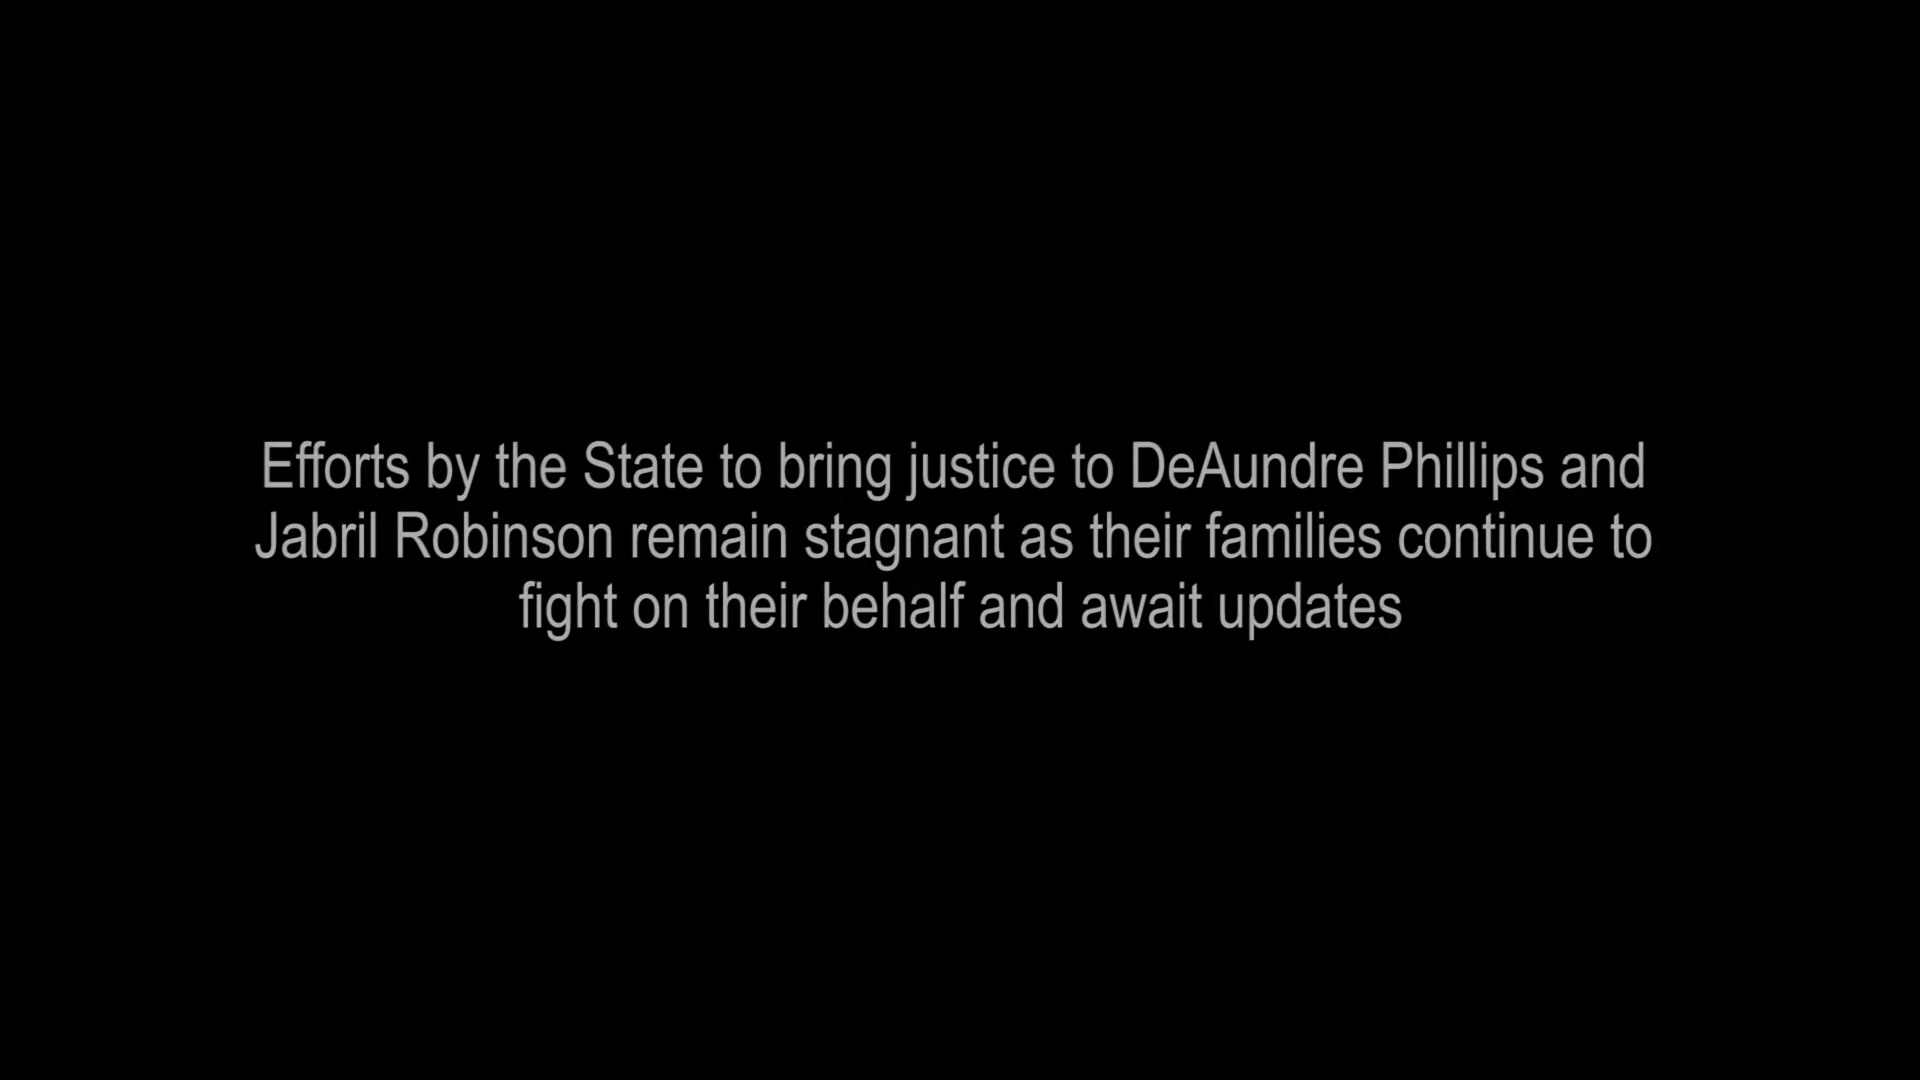 Efforts by the State to bring justice to DeAundre Phillips and
Jabril Robinson remain stagnant as their families continue to
fight on their behalf and await updates